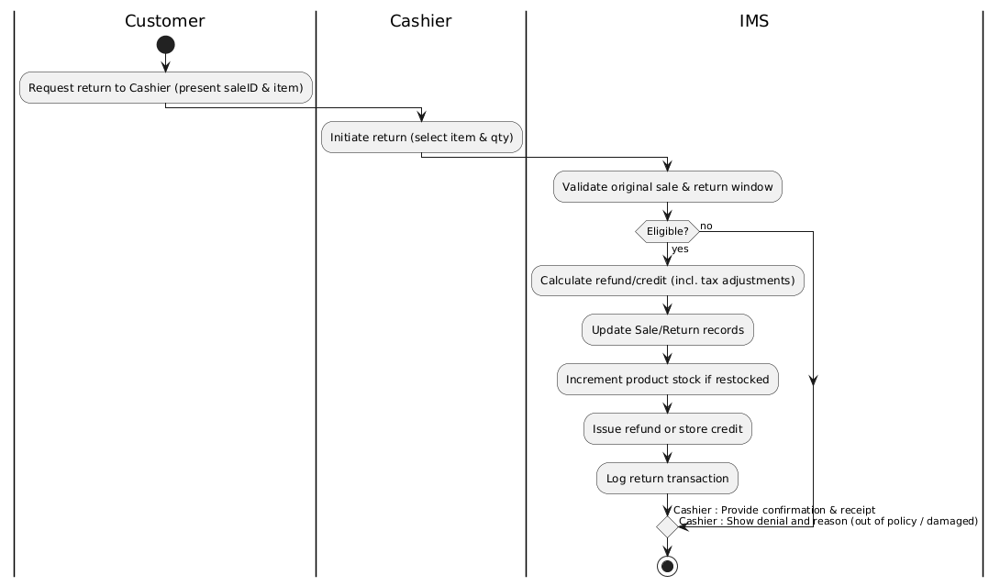 Customer
Cashier
IMS
Request return to Cashier (present saleID & item)
Initiate return (select item & qty)
Validate original sale & return window
Eligible?
no
yes
Calculate refund/credit (incl. tax adjustments)
Update Sale/Return records
Increment product stock if restocked
Issue refund or store credit
Log return transaction
Cashier : Provide confirmation & receipt
Cashier : Show denial and reason (out of policy / damaged)